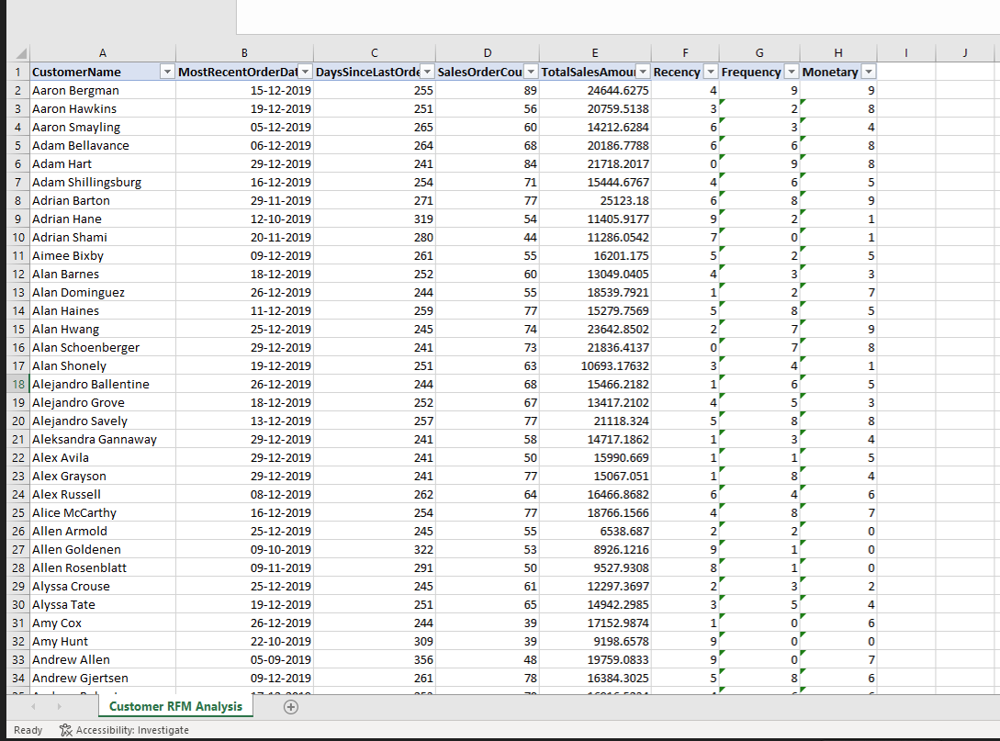 A B C D E F G H I J
1 CustomerName MostRecentOrderDat DaysSinceLastOrde SalesOrderCou TotalSalesAmou Recency Frequency Monetary
2 Aaron Bergman 15-12-2019 255 89 24644.6275 4 9 9
3 Aaron Hawkins 19-12-2019 251 56 20759.5138 3 2 8
4 Aaron Smayling 05-12-2019 265 60 14212.6284 6 3 4
5 Adam Bellavance 06-12-2019 264 68 20186.7788 6 6 8
6 Adam Hart 29-12-2019 241 84 21718.2017 0 9 8
7 Adam Shillingsburg 16-12-2019 254 71 15444.6767 4 6 5
8 Adrian Barton 29-11-2019 271 77 25123.18 6 8 9
9 Adrian Hane 12-10-2019 319 54 11405.9177 9 2 1
10 Adrian Shami 20-11-2019 280 44 11286.0542 7 0 1
11 Aimee Bixby 09-12-2019 261 55 16201.175 5 2 5
12 Alan Barnes 18-12-2019 252 60 13049.0405 4 3 3
13 Alan Dominguez 26-12-2019 244 55 18539.7921 1 2 7
14 Alan Haines 11-12-2019 259 77 15279.7569 5 8 5
15 Alan Hwang 25-12-2019 245 74 23642.8502 2 7 9
16 Alan Schoenberger 29-12-2019 241 73 21836.4137 0 7 8
17 Alan Shonely 19-12-2019 251 63 10693.17632 3 4 1
18 Alejandro Ballentine 26-12-2019 244 68 15466.2182 1 6 5
19 Alejandro Grove 18-12-2019 252 67 13417.2102 4 5 3
20 Alejandro Savely 13-12-2019 257 77 21118.324 5 8 8
21 Aleksandra Gannaway 29-12-2019 241 58 14717.1862 1 3 4
22 Alex Avila 29-12-2019 241 50 15990.669 1 1 5
23 Alex Grayson 29-12-2019 241 77 15067.051 1 8 4
24 Alex Russell 08-12-2019 262 64 16466.8682 6 4 6
25 Alice McCarthy 16-12-2019 254 77 18766.1566 4 8 7
26 Allen Armold 25-12-2019 245 55 6538.687 2 2 0
27 Allen Goldenen 09-10-2019 322 53 8926.1216 9 1 0
28 Allen Rosenblatt 09-11-2019 291 50 9527.9308 8 1 0
29 Alyssa Crouse 25-12-2019 245 61 12297.3697 2 3 2
30 Alyssa Tate 19-12-2019 251 65 14942.2985 3 5 4
31 Amy Cox 26-12-2019 244 39 17152.9874 1 0 6
32 Amy Hunt 22-10-2019 309 39 9198.6578 9 0 0
33 Andrew Allen 05-09-2019 356 48 19759.0833 9 0 7
34 Andrew Gjertsen 09-12-2019 261 78 16384.3025 5 8 6
Customer RFM Analysis
Ready Accessibility: Investigate